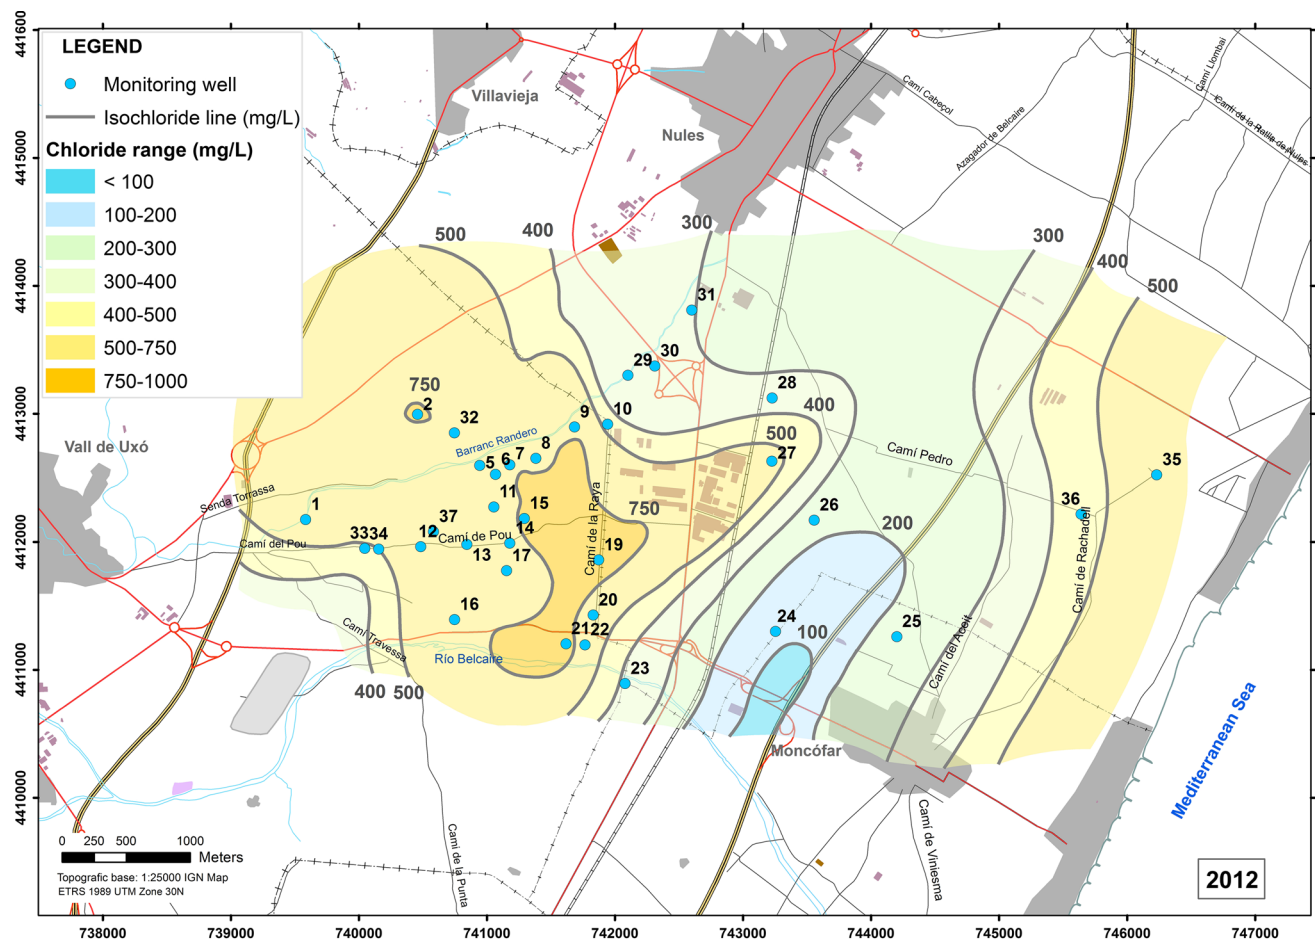 LEGEND
Monitoring well
Isochloride line (mg/L)
Chloride range (mg/L)
< 100
100-200
200-300
300-400
400-500
500-750
750-1000
Villavieja
Nules
Camí Cabeçol
Azagador de Belcaire
Camí Llombai
Camí de la Ratlla de Nules
500
400
300
300
400
500
31
30
29
28
750
2
32
9
10
400
500
Barranc Randero
5
6
7
8
27
Camí Pedro
35
36
Vall de Uxó
Senda Torrassa
1
11
15
750
26
200
37
14
Camí de la Raya
Camí del Pou
33
34
12
Camí de Pou
13
17
19
Camí de Rachadell
16
20
24
25
21
22
100
Camí Travessa
Río Belcaire
23
Camí del Aceit
400
500
Moncófar
Mediterranean Sea
Camí de la Punta
Camí de Viniesma
0 250 500 1000
Meters
Topografic base: 1:25000 IGN Map
ETRS 1989 UTM Zone 30N
2012
4416000
4415000
4414000
4413000
4412000
4411000
4410000
738000 739000 740000 741000 742000 743000 744000 745000 746000 747000